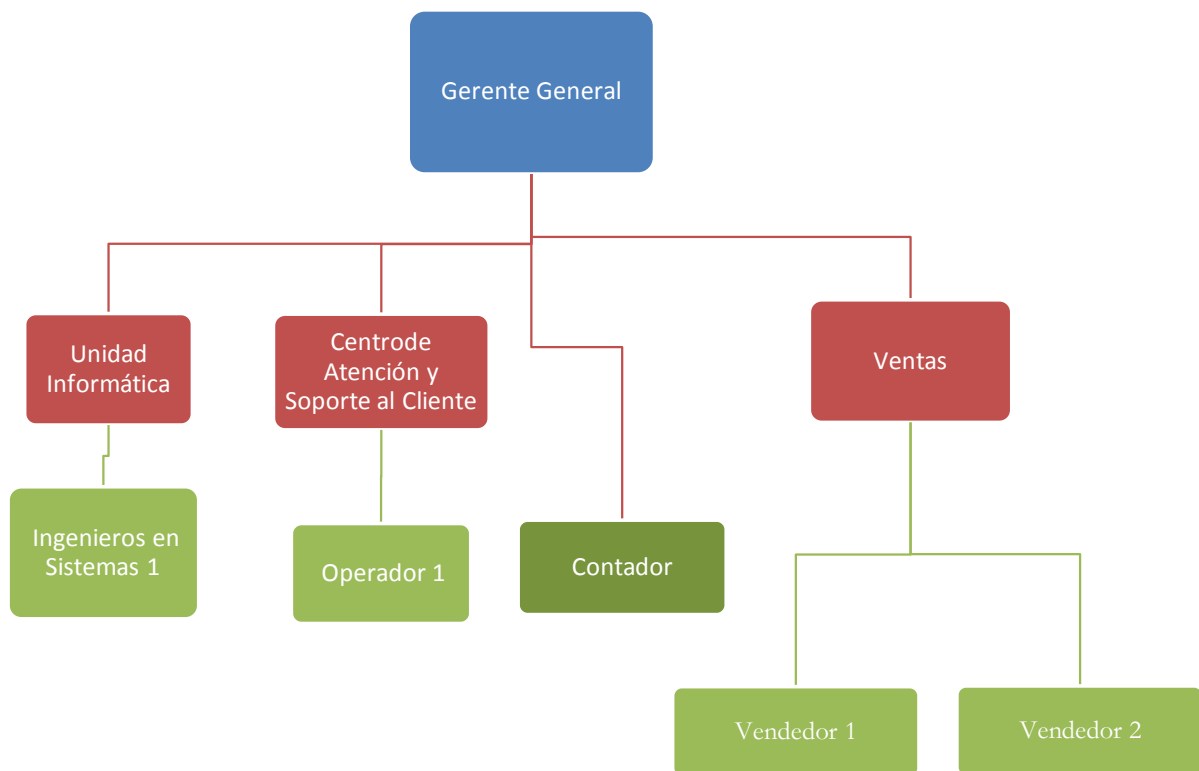 Gerente General
Unidad
Informática
Centrode
Atención y
Soporte al Cliente
Ventas
Ingenieros en
Sistemas 1
Operador 1
Contador
Vendedor 1
Vendedor 2